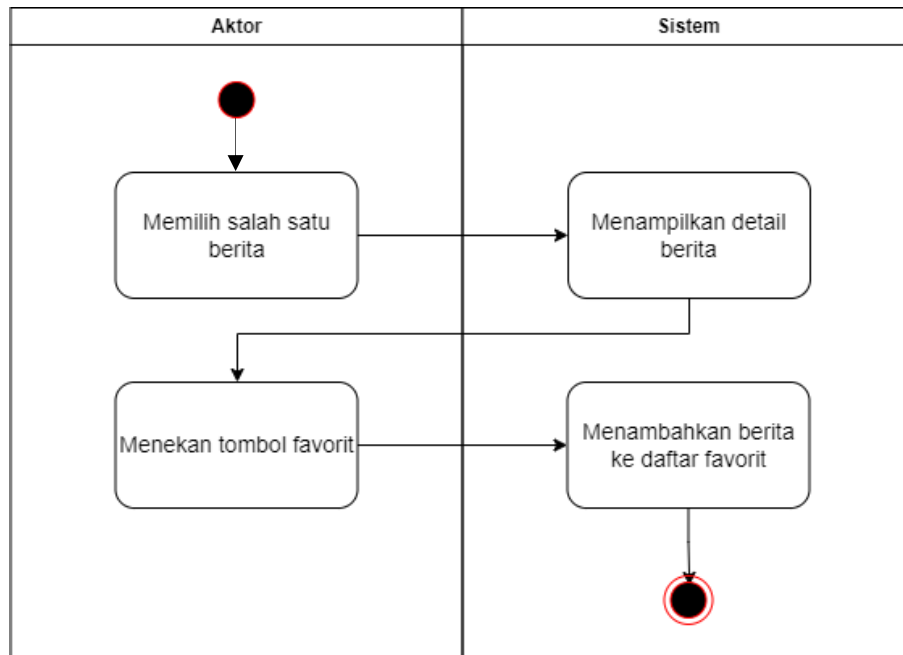 Aktor
Sistem
Memilih salah satu
berita
Menampilkan detail
berita
Menekan tombol favorit
Menambahkan berita
ke daftar favorit